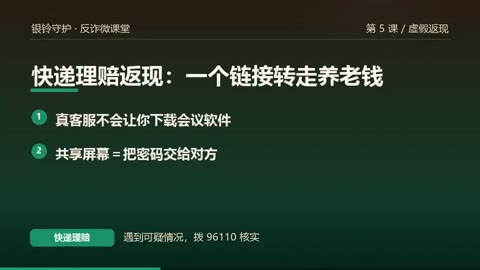 银铃守护 · 反诈微课堂
第 5 课 / 虚假返现
快递理赔返现：一个链接转走养老钱
1 真客服不会让你下载会议软件
2 共享屏幕＝把密码交给对方
快递理赔 遇到可疑情况，拨 96110 核实